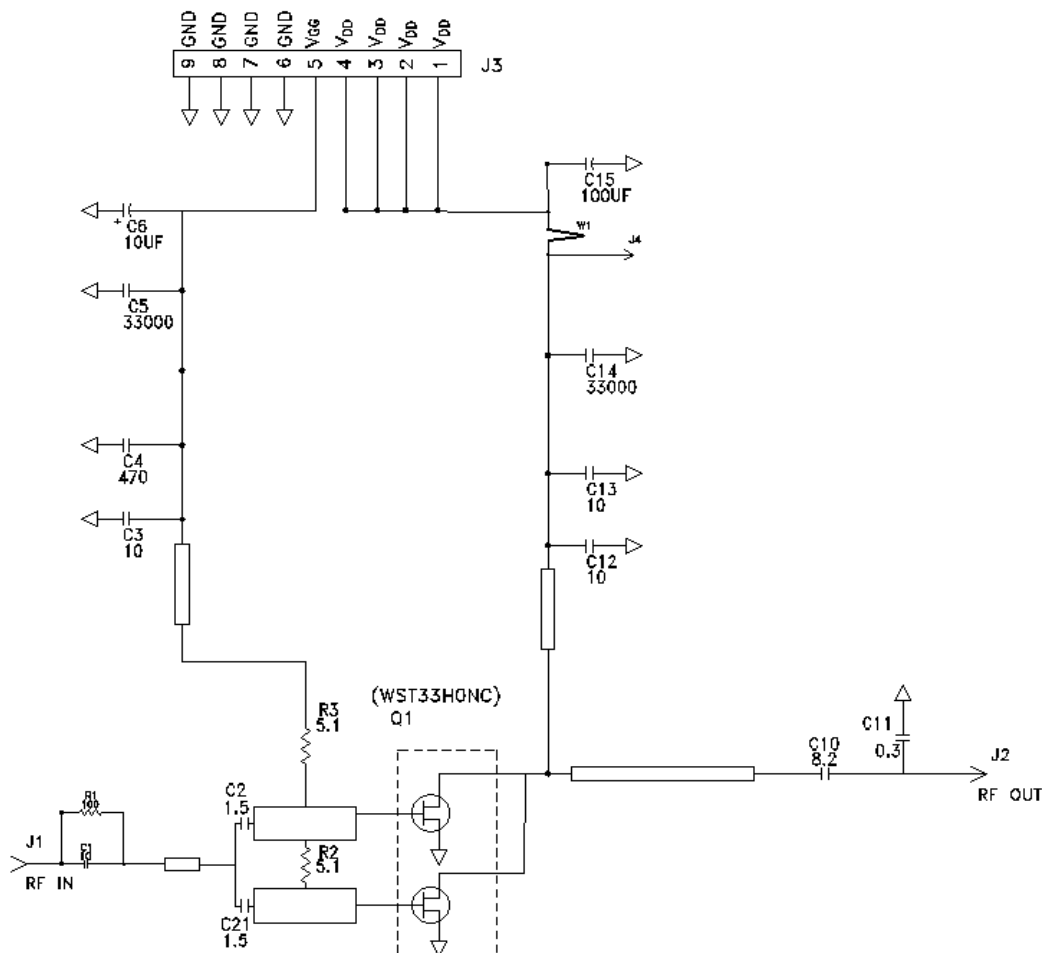 GND GND GND GND VGG VDD VDD VDD VDD
9 8 7 6 5 4 3 2 1
J3
C15
100UF
C6
+
10UF
W1
J4
C5
33000
C14
33000
C4
470
C13
10
C3
10
C12
10
(WST33H0NC)
Q1
R3
5.1
C11
0.3
C10
8.2
J2
RF OUT
R1
100
C2
1.5
J1
RF IN
C1
R2
5.1
C21
1.5